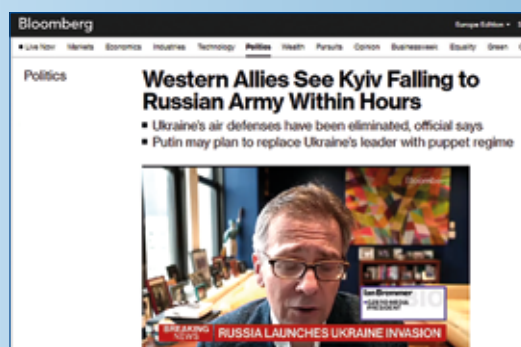 Bloomberg
Europe Edition
Live Now Markets Economics Industries Technology Politics Wealth Pursuits Opinion Businessweek Equality Green
Politics
Western Allies See Kyiv Falling to
Russian Army Within Hours
Ukraine's air defenses have been eliminated, official says
Putin may plan to replace Ukraine's leader with puppet regime
Bloomberg
Ian Bremmer
PRESIDENT
BREAKING
NEWS
RUSSIA LAUNCHES UKRAINE INVASION